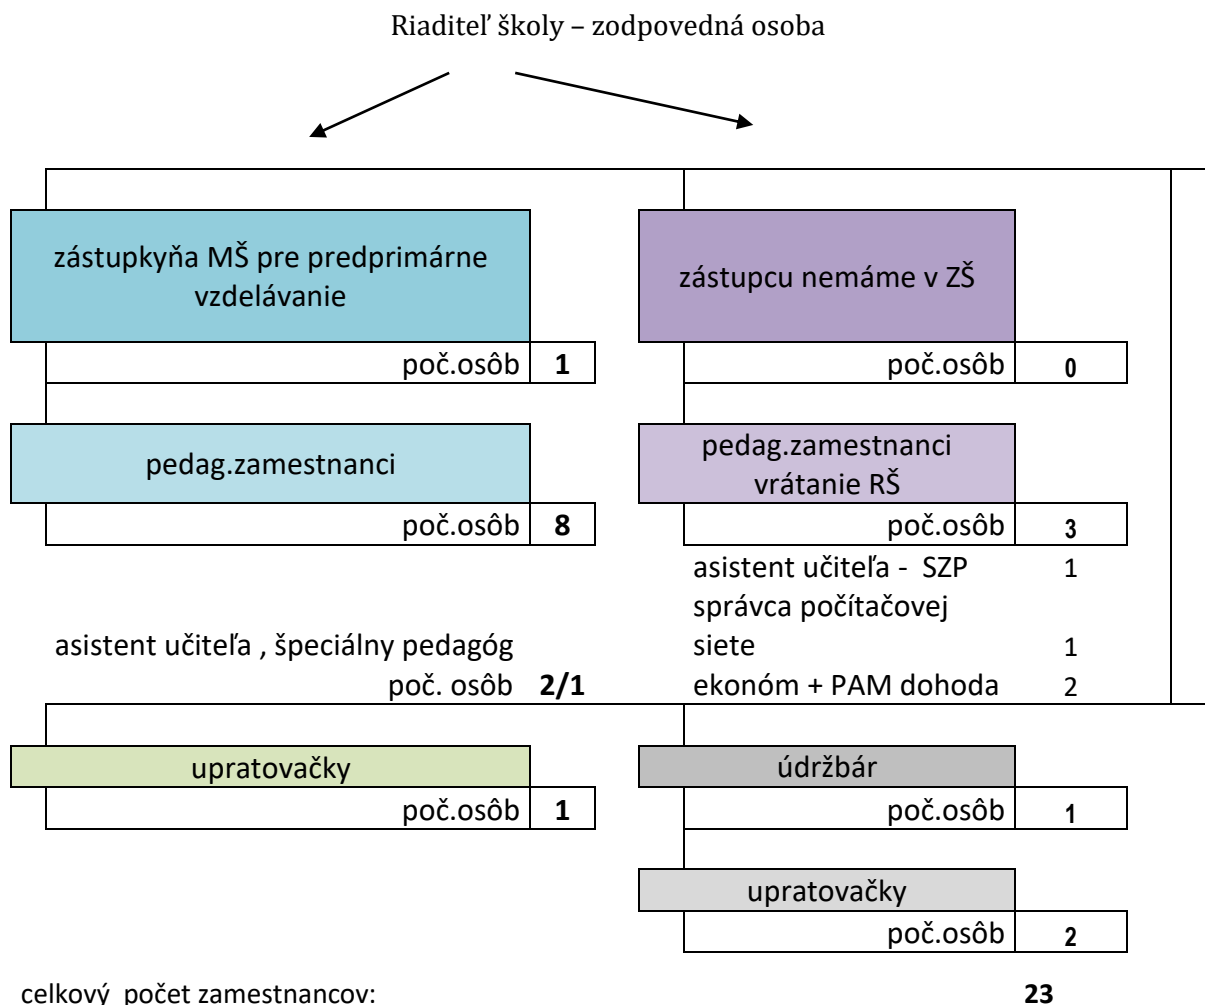 Riaditeľ školy – zodpovedná osoba
zástupkyňa MŠ pre predprimárne
vzdelávanie
poč.osôb 1
zástupcu nemáme v ZŠ
poč.osôb 0
pedag.zamestnanci
poč.osôb 8
pedag.zamestnanci
vrátanie RŠ
poč.osôb 3
asistent učiteľa , špeciálny pedagóg
poč. osôb 2/1
asistent učiteľa - SZP 1
správca počítačovej
siete 1
ekonóm + PAM dohoda 2
upratovačky
poč.osôb 1
údržbár
poč.osôb 1
upratovačky
poč.osôb 2
celkový počet zamestnancov: 23